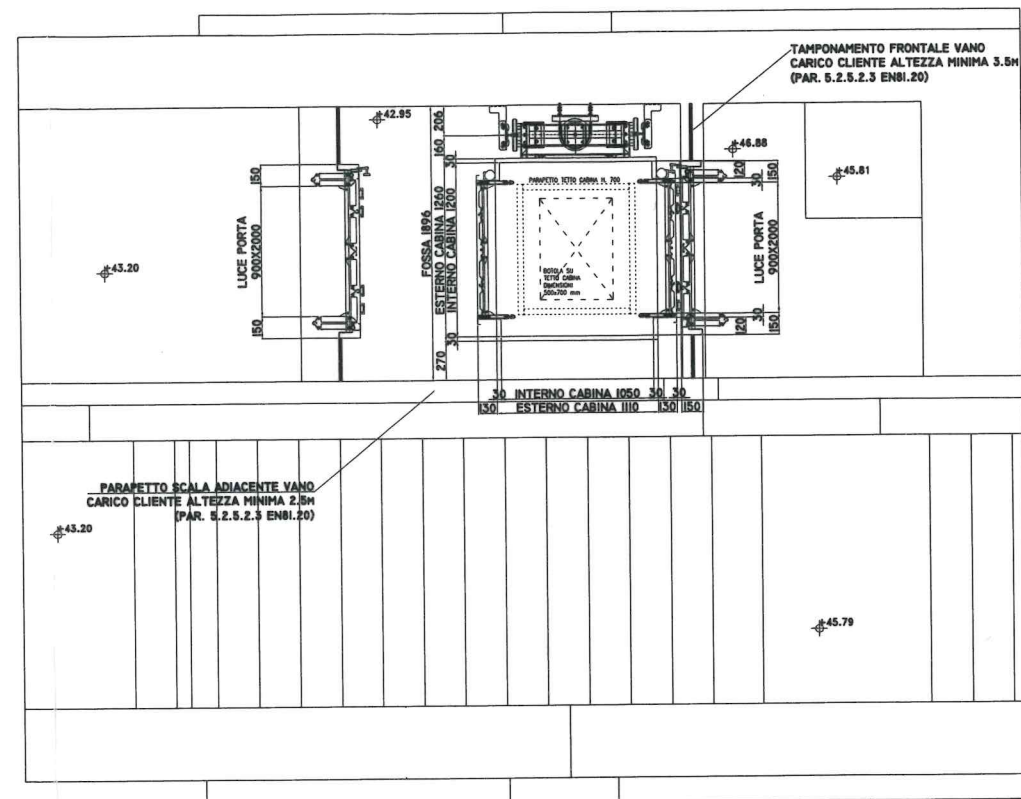 TAMPONAMENTO FRONTALE VANO
CARICO CLIENTE ALTEZZA MINIMA 3.5M
(PAR. 5.2.5.2.3 EN81.20)
+42.95
+46.88
+45.81
+43.20
150
LUCE PORTA
900X2000
150
206
160
30
FOSSA 1896
ESTERNO CABINA 1260
INTERNO CABINA 1200
30
270
PARAPETTO TETTO CABINA H. 700
BOTOLA SU
TETTO CABINA
DIMENSIONI
500x700 mm
120
150
30
LUCE PORTA
900X2000
30
120
150
30 INTERNO CABINA 1050 30 30
130 ESTERNO CABINA 1110 130 150
PARAPETTO SCALA ADIACENTE VANO
CARICO CLIENTE ALTEZZA MINIMA 2.5M
(PAR. 5.2.5.2.3 EN81.20)
+43.20
+45.79